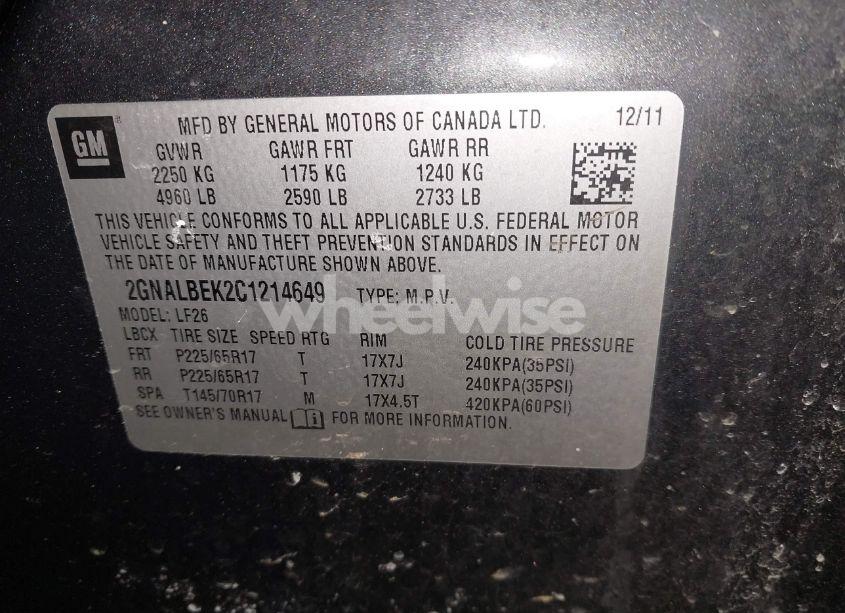 GM
MFD BY GENERAL MOTORS OF CANADA LTD. 12/11
GVWR GAWR FRT GAWR RR
2250 KG 1175 KG 1240 KG
4960 LB 2590 LB 2733 LB
THIS VEHICLE CONFORMS TO ALL APPLICABLE U.S. FEDERAL MOTOR
VEHICLE SAFETY AND THEFT PREVENTION STANDARDS IN EFFECT ON
THE DATE OF MANUFACTURE SHOWN ABOVE.
2GNALBEK2C1214649 TYPE: M.P.V.
wheelwise
MODEL: LF26
LBCX TIRE SIZE SPEED RTG RIM COLD TIRE PRESSURE
FRT P225/65R17 T 17X7J 240KPA(35PSI)
RR P225/65R17 T 17X7J 240KPA(35PSI)
SPA T145/70R17 M 17X4.5T 420KPA(60PSI)
SEE OWNER'S MANUAL FOR MORE INFORMATION.